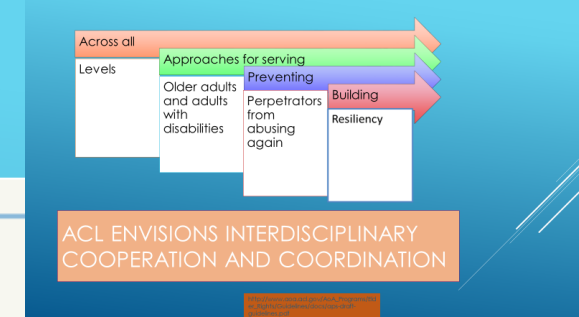 Across all
Levels
Approaches for serving
Older adults
and adults
with
disabilities
Preventing
Perpetrators
from
abusing
again
Building
Resiliency
ACL ENVISIONS INTERDISCIPLINARY
COOPERATION AND COORDINATION